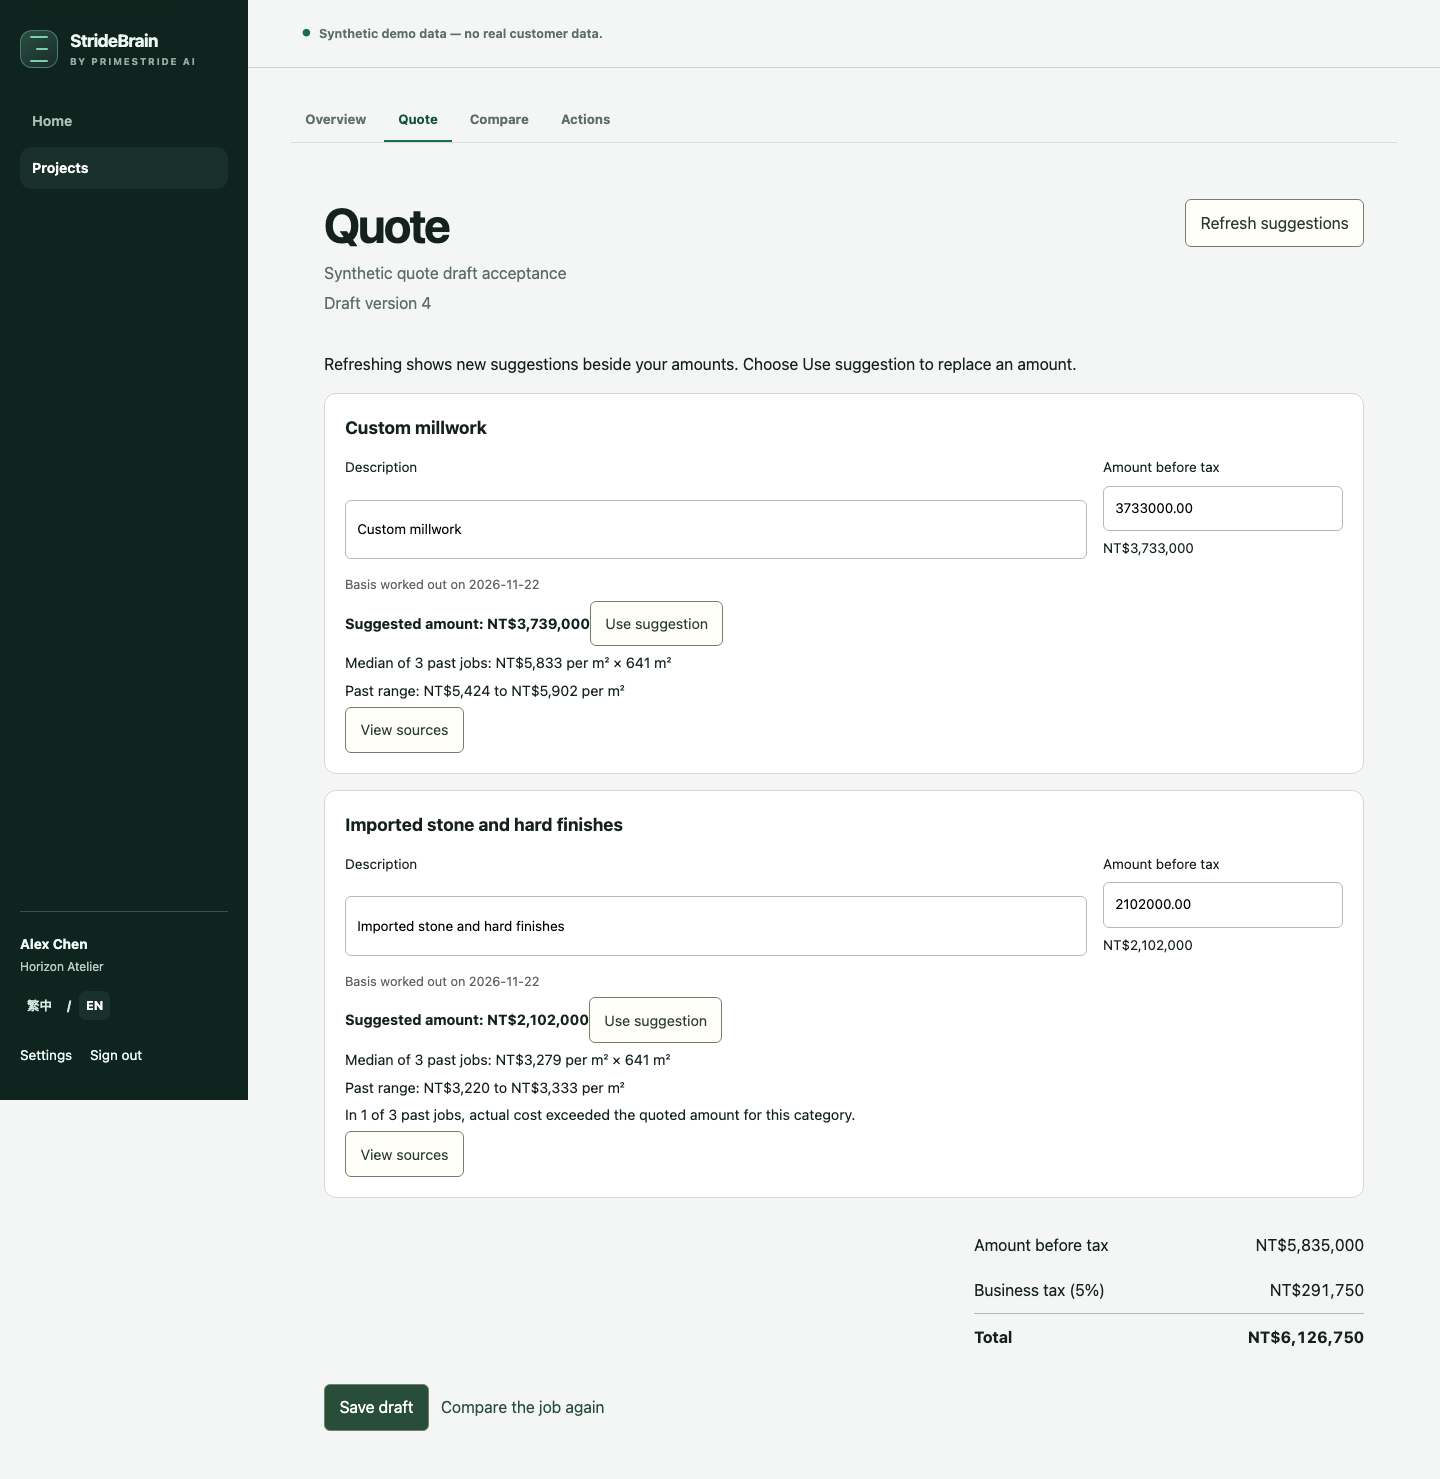 StrideBrain
BY PRIMESTRIDE AI
Home
Projects
Alex Chen
Horizon Atelier
繁中 / EN
Settings Sign out
Synthetic demo data — no real customer data.
Overview Quote Compare Actions
Quote
Refresh suggestions
Synthetic quote draft acceptance
Draft version 4
Refreshing shows new suggestions beside your amounts. Choose Use suggestion to replace an amount.
Custom millwork
Description
Custom millwork
Amount before tax
3733000.00
NT$3,733,000
Basis worked out on 2026-11-22
Suggested amount: NT$3,739,000 Use suggestion
Median of 3 past jobs: NT$5,833 per m² × 641 m²
Past range: NT$5,424 to NT$5,902 per m²
View sources
Imported stone and hard finishes
Description
Imported stone and hard finishes
Amount before tax
2102000.00
NT$2,102,000
Basis worked out on 2026-11-22
Suggested amount: NT$2,102,000 Use suggestion
Median of 3 past jobs: NT$3,279 per m² × 641 m²
Past range: NT$3,220 to NT$3,333 per m²
In 1 of 3 past jobs, actual cost exceeded the quoted amount for this category.
View sources
Amount before tax NT$5,835,000
Business tax (5%) NT$291,750
Total NT$6,126,750
Save draft Compare the job again